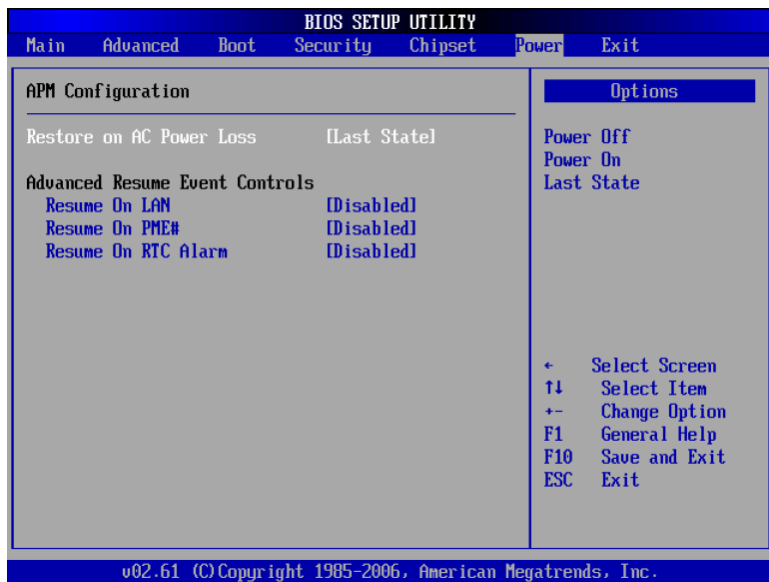 BIOS SETUP UTILITY
Main Advanced Boot Security Chipset Power Exit
APM Configuration
Restore on AC Power Loss [Last State]
Advanced Resume Event Controls
Resume On LAN [Disabled]
Resume On PME# [Disabled]
Resume On RTC Alarm [Disabled]
Options
Power Off
Power On
Last State
← Select Screen
↑↓ Select Item
+- Change Option
F1 General Help
F10 Save and Exit
ESC Exit
v02.61 (C)Copyright 1985-2006, American Megatrends, Inc.